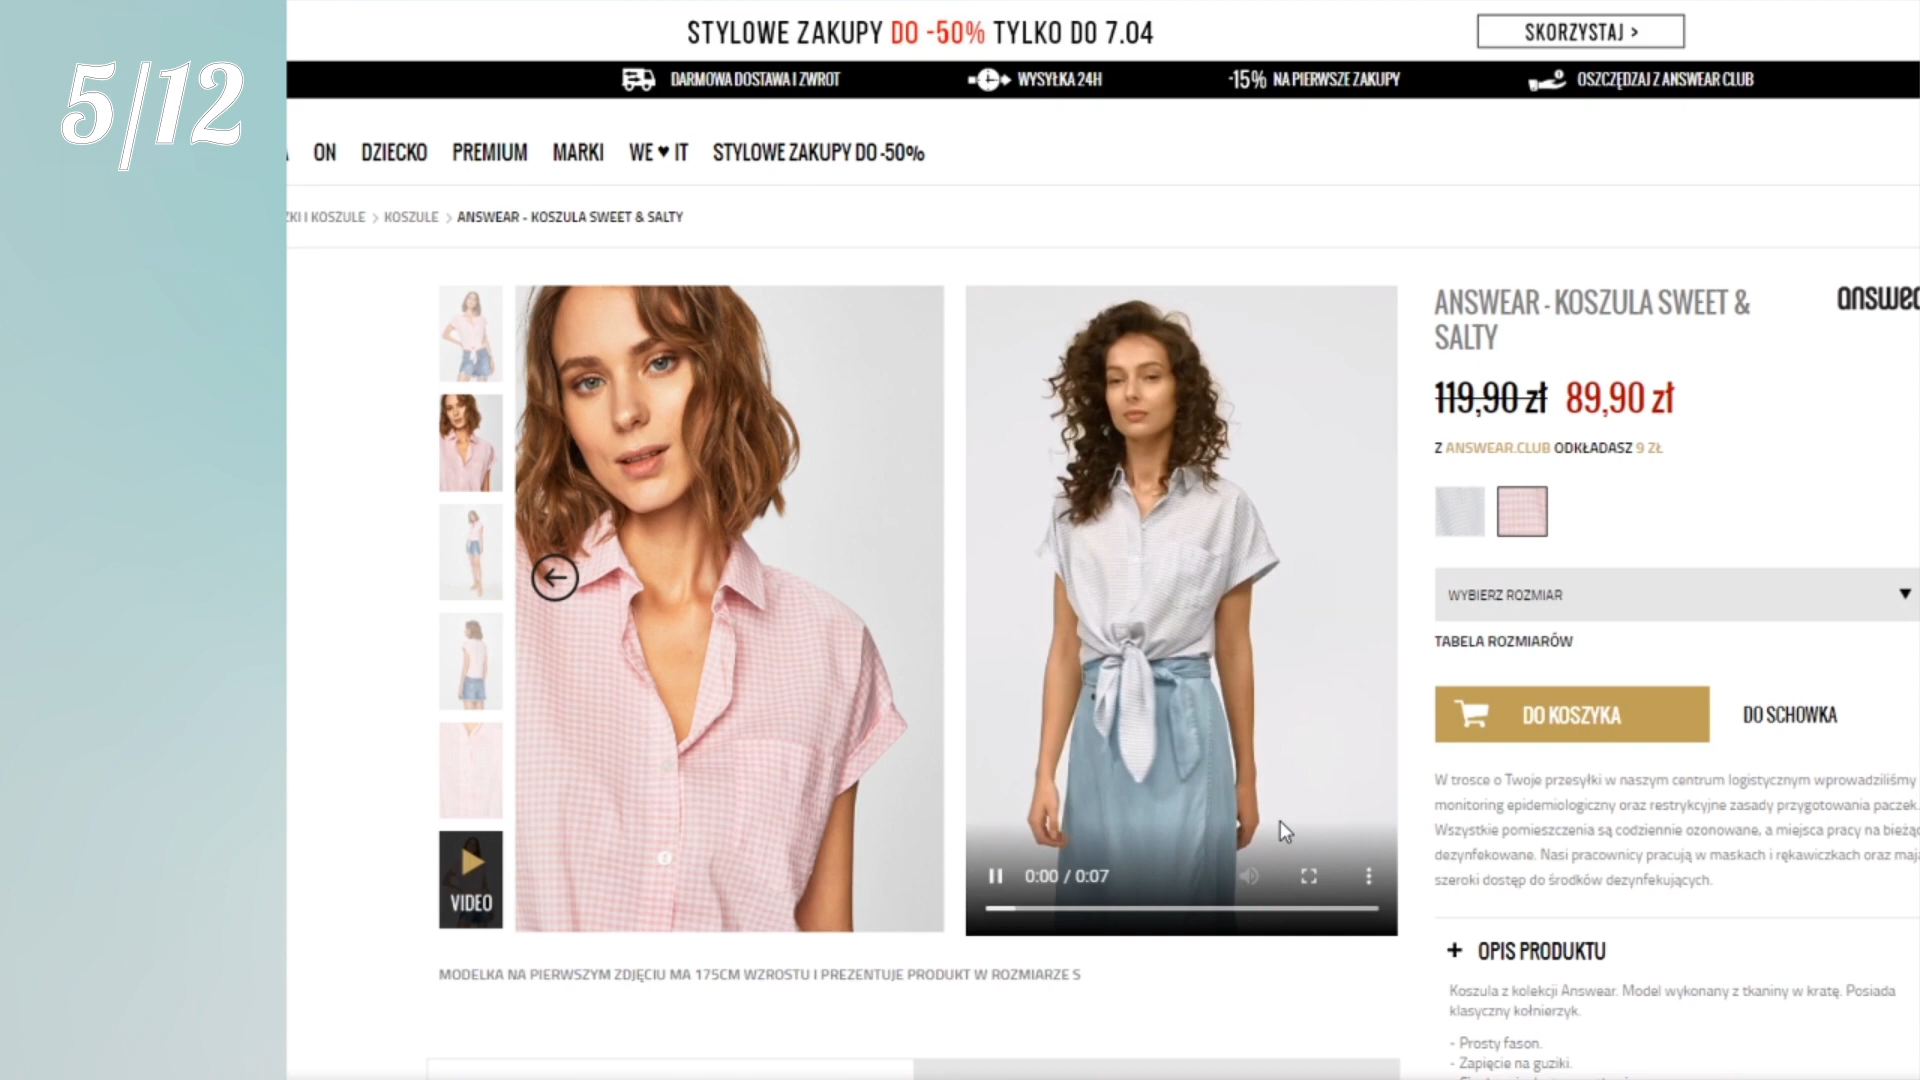 5/12
STYLOWE ZAKUPY DO -50% TYLKO DO 7.04
SKORZYSTAJ >
DARMOWA DOSTAWA I ZWROT
WYSYŁKA 24H
-15% NA PIERWSZE ZAKUPY
OSZCZĘDZAJ Z ANSWEAR CLUB
ON DZIECKO PREMIUM MARKI WE ♥ IT STYLOWE ZAKUPY DO -50%
I KOSZULE > KOSZULE > ANSWEAR - KOSZULA SWEET & SALTY
ANSWEAR - KOSZULA SWEET &
SALTY
answea
119,90 zł 89,90 zł
Z ANSWEAR.CLUB ODKŁADASZ 9 ZŁ
WYBIERZ ROZMIAR
TABELA ROZMIARÓW
DO KOSZYKA
DO SCHOWKA
W trosce o Twoje przesyłki w naszym centrum logistycznym wprowadziliśmy
monitoring epidemiologiczny oraz restrykcyjne zasady przygotowania paczek.
Wszystkie pomieszczenia są codziennie ozonowane, a miejsca pracy na bieżąc
dezynfekowane. Nasi pracownicy pracują w maskach i rękawiczkach oraz mają
szeroki dostęp do środków dezynfekujących.
+ OPIS PRODUKTU
Koszula z kolekcji Answear. Model wykonany z tkaniny w kratę. Posiada
klasyczny kołnierzyk.
- Prosty fason.
- Zapięcie na guziki.
VIDEO
0:00 / 0:07
MODELKA NA PIERWSZYM ZDJĘCIU MA 175CM WZROSTU I PREZENTUJE PRODUKT W ROZMIARZE S